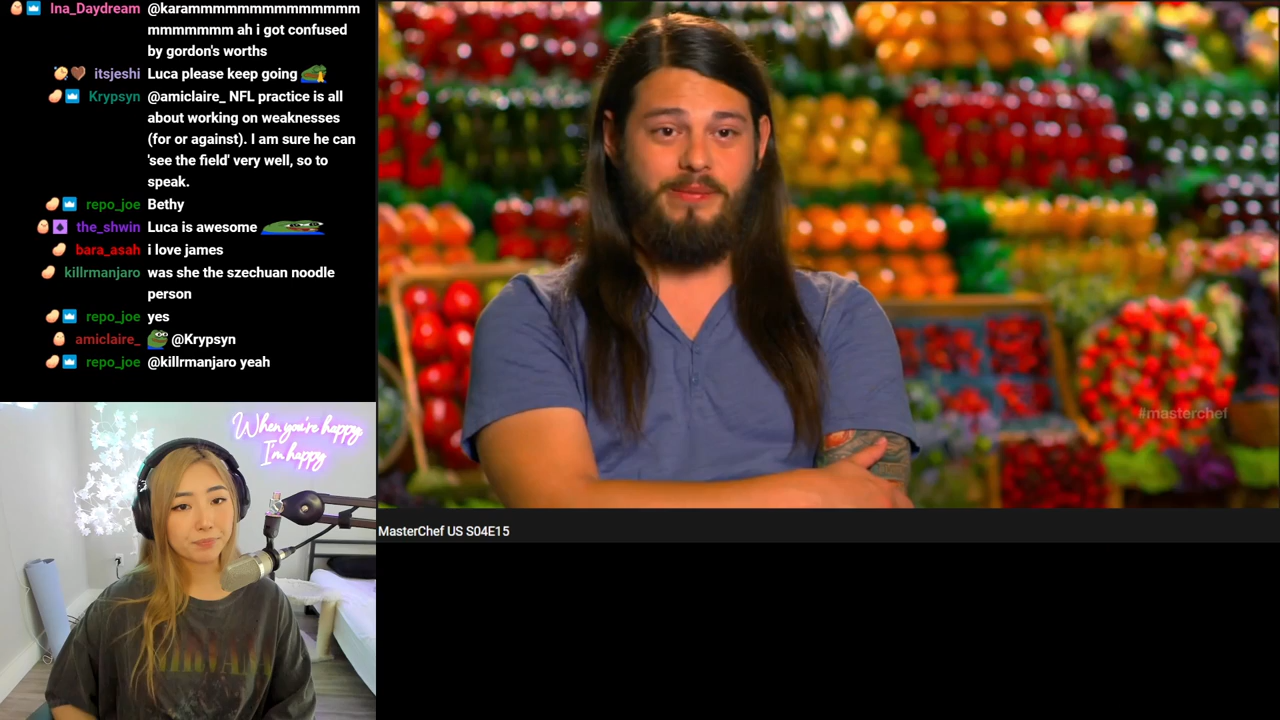 Ina_Daydream @karammmmmmmmmmmmmmm
mmmmmmm ah i got confused
by gordon's worths
itsjeshi Luca please keep going
Krypsyn @amiclaire_ NFL practice is all
about working on weaknesses
(for or against). I am sure he can
'see the field' very well, so to
speak.
repo_joe Bethy
the_shwin Luca is awesome
bara_asah i love james
killrmanjaro was she the szechuan noodle
person
repo_joe yes
amiclaire_ @Krypsyn
repo_joe @killrmanjaro yeah
#masterchef
When you're happy,
I'm happy
NIRVANA
MasterChef US S04E15